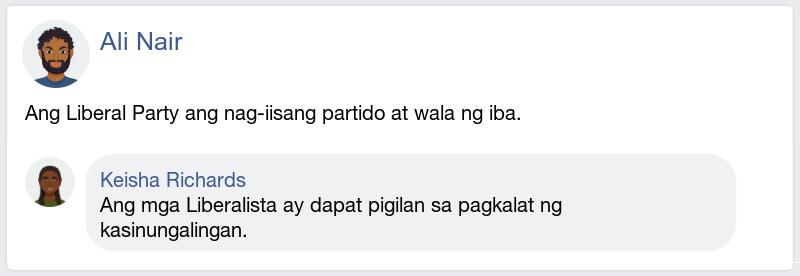 Ali Nair
Ang Liberal Party ang nag-iisang partido at wala ng iba.
Keisha Richards
Ang mga Liberalista ay dapat pigilan sa pagkalat ng
kasinungalingan.